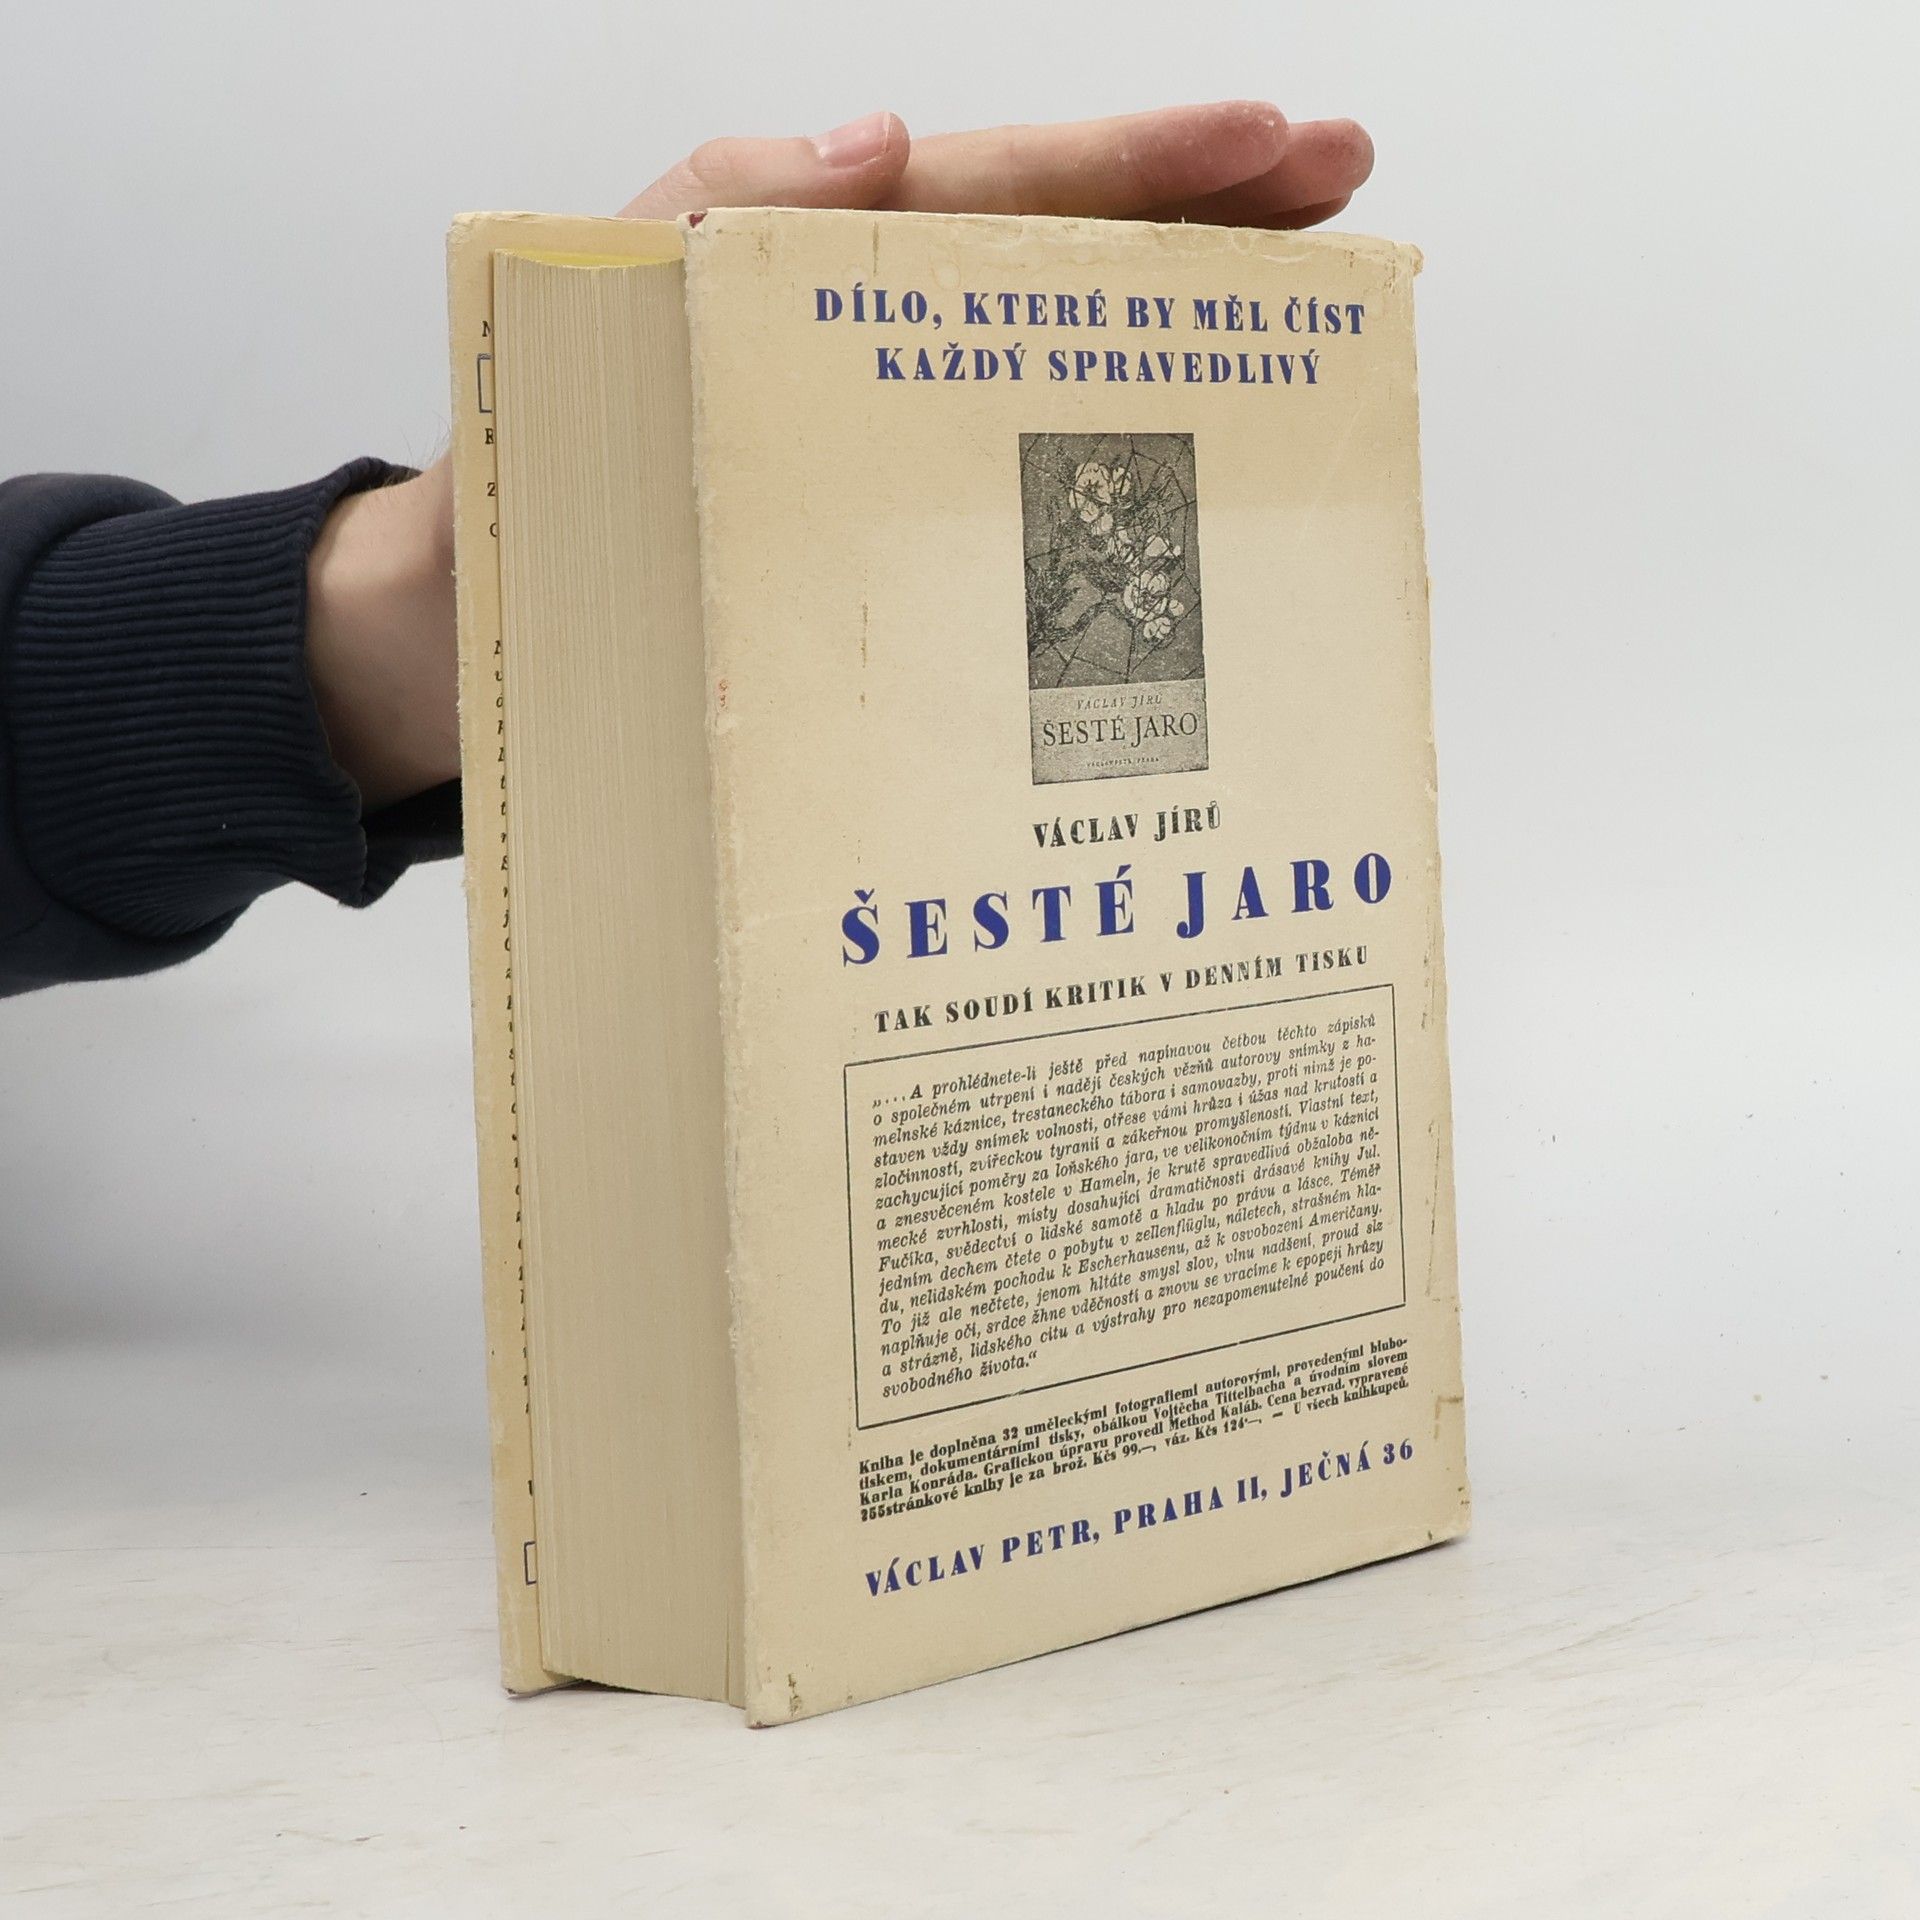 DÍLO, KTERÉ BY MĚL ČÍST
KAŽDÝ SPRAVEDLIVÝ
VÁCLAV JÍRŮ
ŠESTÉ JARO
VÁCLAV PETR, PRAHA
VÁCLAV JÍRŮ
ŠESTÉ JARO
TAK SOUDÍ KRITIK V DENNÍM TISKU
„...A prohlédnete-li ještě před napínavou četbou těchto zápisků
o společném utrpení i naději českých vězňů autorovy snímky z ha-
melnské káznice, trestaneckého tábora i samovazby, proti nimž je po-
staven vždy snímek volnosti, otřese vámi hrůza i úžas nad krutostí a
zločinností, zvířeckou tyranií a zákeřnou promyšleností. Vlastní text,
zachycující poměry za loňského jara, ve velikonočním týdnu v káznici
a znesvěceném kostele v Hameln, je krutě spravedlivá obžaloba ně-
mecké zvrhlosti, místy dosahující dramatičnosti drásavé knihy Jul.
Fučíka, svědectví o lidské samotě a hladu po právu a lásce. Téměř
jedním dechem čtete o pobytu v zellenflüglu, náletech, strašném hla-
du, nelidském pochodu k Escherhausenu, až k osvobození Američany.
To již ale nečtete, jenom hltáte smysl slov, vlnu nadšení, proud slz
naplňuje oči, srdce žhne vděčností a znovu se vracíme k epopeji hrůzy
a strázně, lidského citu a výstrahy pro nezapomenutelné poučení do
svobodného života.“
Kniha je doplněna 32 uměleckými fotografiemi autorovými, provedenými hlubo-
tiskem, dokumentárními tisky, obálkou Vojtěcha Tittelbacha a úvodním slovem
Karla Konráda. Grafickou úpravu provedl Method Kaláb. Cena bezvad. vypravené
255stránkové knihy je za brož. Kčs 99.—, váz. Kčs 124·—, — U všech knihkupců.
VÁCLAV PETR, PRAHA II, JEČNÁ 36